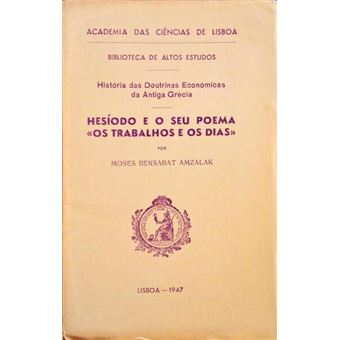 ACADEMIA DAS CIÊNCIAS DE LISBOA
BIBLIOTECA DE ALTOS ESTUDOS
História das Doutrinas Económicas
da Antiga Grécia
HESÍODO E O SEU POEMA
«OS TRABALHOS E OS DIAS»
POR
MOSES BENSABAT AMZALAK
LISBOA — 1947